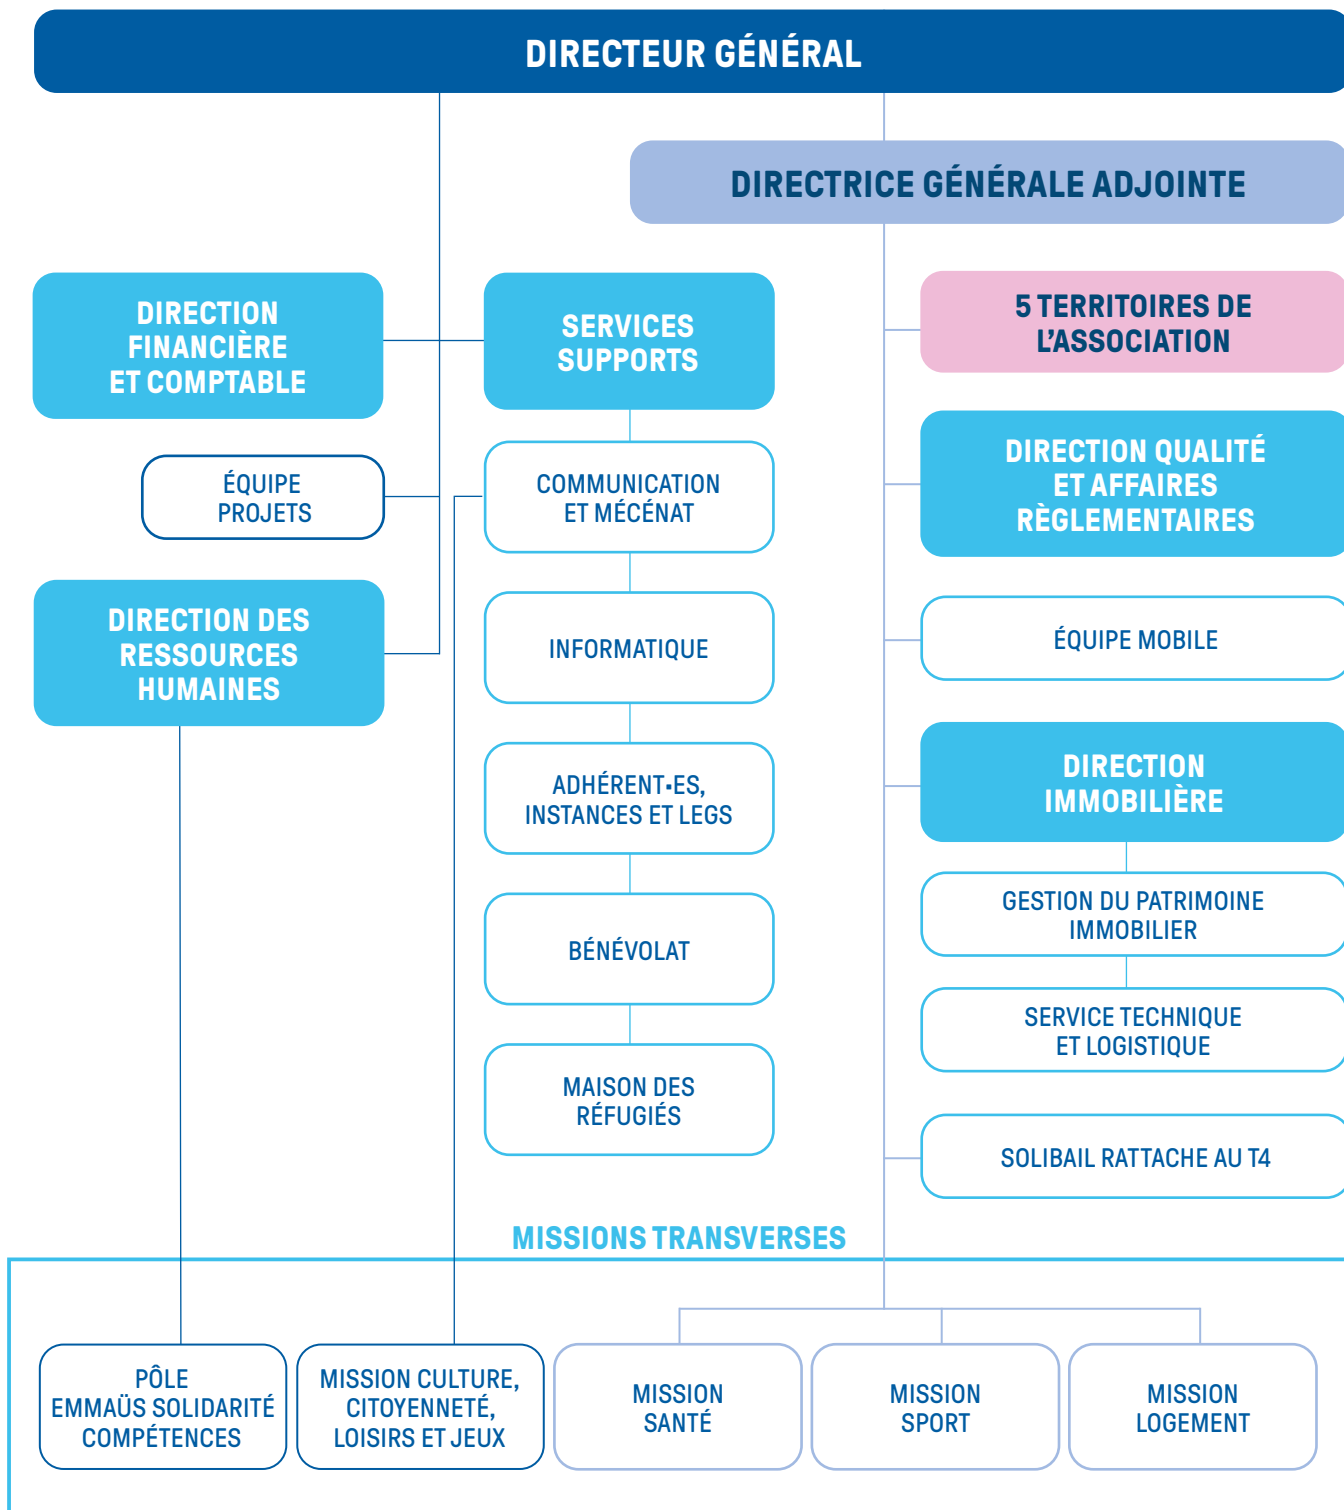 DIRECTEUR GÉNÉRAL
DIRECTRICE GÉNÉRALE ADJOINTE
DIRECTION
FINANCIÈRE
ET COMPTABLE
ÉQUIPE
PROJETS
DIRECTION DES
RESSOURCES
HUMAINES
SERVICES
SUPPORTS
COMMUNICATION
ET MÉCÉNAT
INFORMATIQUE
ADHÉRENT•ES,
INSTANCES ET LEGS
BÉNÉVOLAT
MAISON DES
RÉFUGIÉS
5 TERRITOIRES DE
L’ASSOCIATION
DIRECTION QUALITÉ
ET AFFAIRES
RÈGLEMENTAIRES
ÉQUIPE MOBILE
DIRECTION
IMMOBILIÈRE
GESTION DU PATRIMOINE
IMMOBILIER
SERVICE TECHNIQUE
ET LOGISTIQUE
SOLIBAIL RATTACHE AU T4
MISSIONS TRANSVERSES
PÔLE
EMMAÜS SOLIDARITÉ
COMPÉTENCES
MISSION CULTURE,
CITOYENNETÉ,
LOISIRS ET JEUX
MISSION
SANTÉ
MISSION
SPORT
MISSION
LOGEMENT